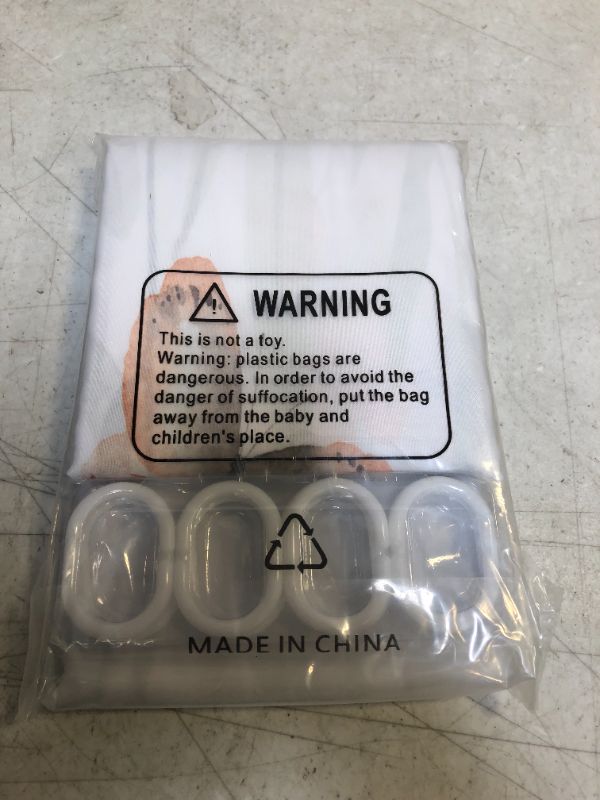 WARNING
This is not a toy.
Warning: plastic bags are
dangerous. In order to avoid the
danger of suffocation, put the bag
away from the baby and
children's place.
MADE IN CHINA